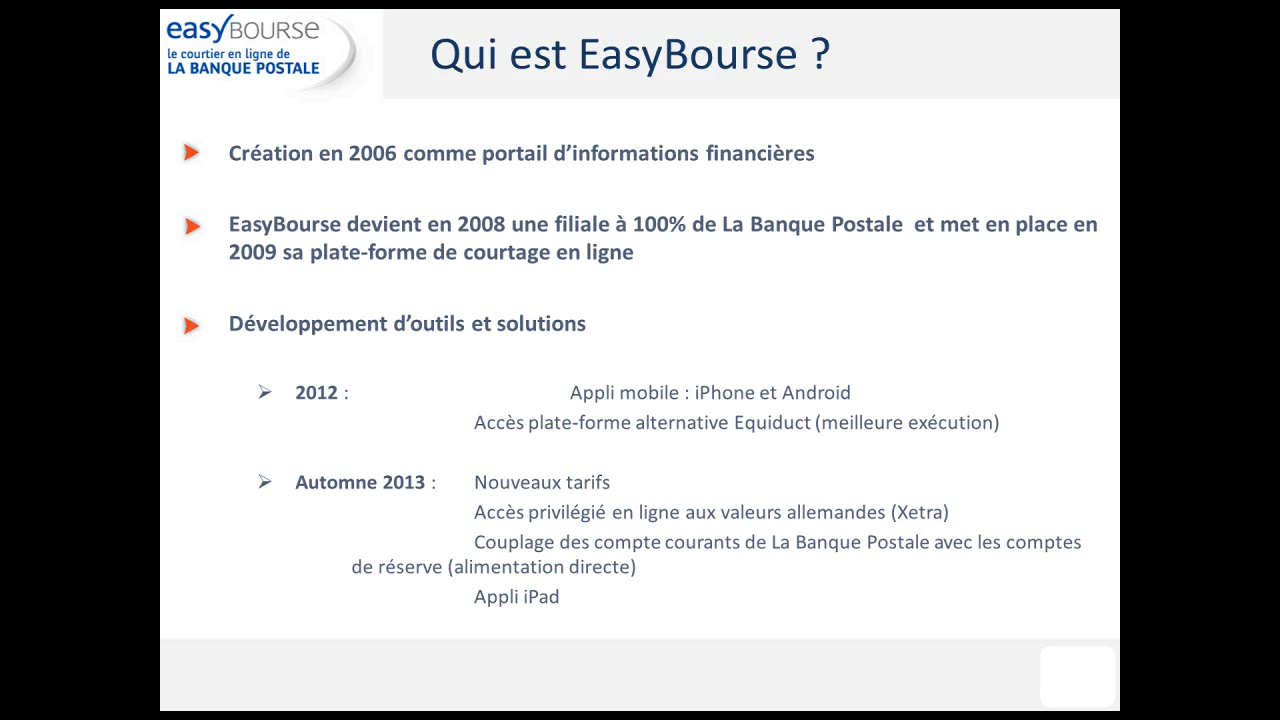 easyBOURSE
le courtier en ligne de
LA BANQUE POSTALE
Qui est EasyBourse ?
Création en 2006 comme portail d’informations financières
EasyBourse devient en 2008 une filiale à 100% de La Banque Postale et met en place en
2009 sa plate-forme de courtage en ligne
Développement d’outils et solutions
2012 : Appli mobile : iPhone et Android
Accès plate-forme alternative Equiduct (meilleure exécution)
Automne 2013 : Nouveaux tarifs
Accès privilégié en ligne aux valeurs allemandes (Xetra)
Couplage des compte courants de La Banque Postale avec les comptes
de réserve (alimentation directe)
Appli iPad